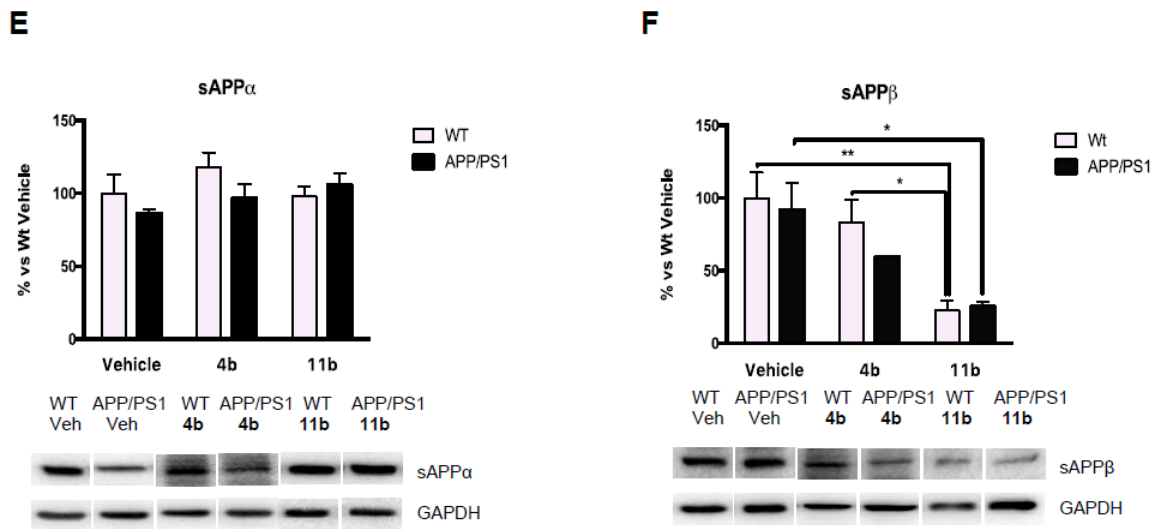 E
sAPPα
% vs Wt Vehicle
150
100
50
0
WT
APP/PS1
Vehicle 4b 11b
WT APP/PS1 WT APP/PS1 WT APP/PS1
Veh Veh 4b 4b 11b 11b
sAPPα
GAPDH
F
sAPPβ
% vs Wt Vehicle
150
100
50
0
*
**
*
Wt
APP/PS1
Vehicle 4b 11b
WT APP/PS1 WT APP/PS1 WT APP/PS1
Veh Veh 4b 4b 11b 11b
sAPPβ
GAPDH